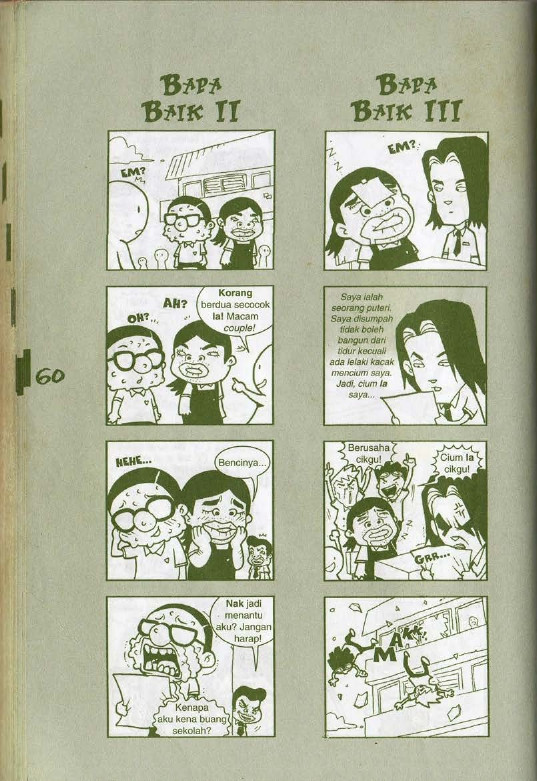 BAPA
BAIK II
EM?
OH?...
AH?
Korang
berdua secocok
la! Macam
couple!
HEHE...
Bencinya...
Nak jadi
menantu
aku? Jangan
harap!
Kenapa
aku kena buang
sekolah?
BAPA
BAIK III
Z
Z
Z
EM?
Saya ialah
seorang puteri.
Saya disumpah
tidak boleh
bangun dari
tidur kecuali
ada lelaki kacak
mencium saya.
Jadi, cium la
saya...
Berusaha
cikgu!
Cium la
cikgu!
Z
Z
GRR...
MAKK!!
60